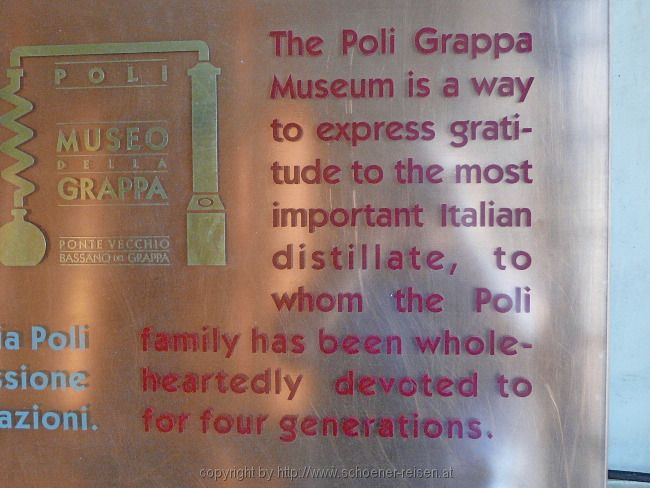 POLI
MUSEO
DELLA
GRAPPA
PONTE VECCHIO
BASSANO DEL GRAPPA
The Poli Grappa
Museum is a way
to express grati-
tude to the most
important Italian
distillate, to
whom the Poli
family has been whole-
heartedly devoted to
for four generations.
ia Poli
ssione
azioni.
copyright by http://www.schoener-reisen.at